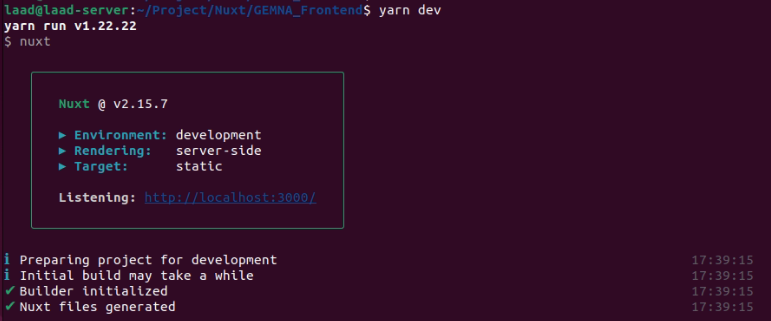 laad@laad-server:~/Project/Nuxt/GEMNA_Frontend$ yarn dev
yarn run v1.22.22
$ nuxt
Nuxt @ v2.15.7
▶ Environment: development
▶ Rendering: server-side
▶ Target: static
Listening: http://localhost:3000/
ℹ Preparing project for development 17:39:15
ℹ Initial build may take a while 17:39:15
✔ Builder initialized 17:39:15
✔ Nuxt files generated 17:39:15